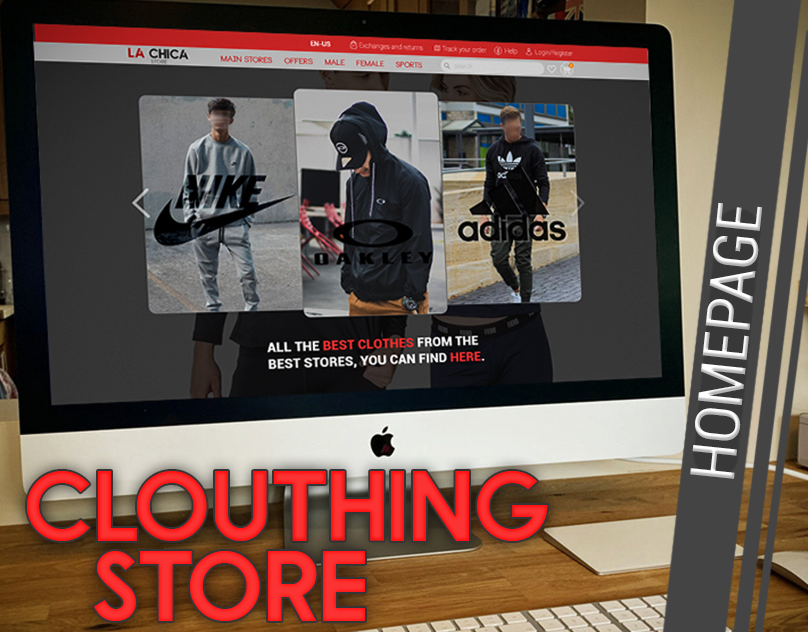 EN-US Exchanges and returns Track your order Help Login/Register
LA CHICA
STORE
MAIN STORES OFFERS MALE FEMALE SPORTS
NIKE
OAKLEY
adidas
ALL THE BEST CLOTHES FROM THE
BEST STORES, YOU CAN FIND HERE.
HOMEPAGE
CLOUTHING
STORE